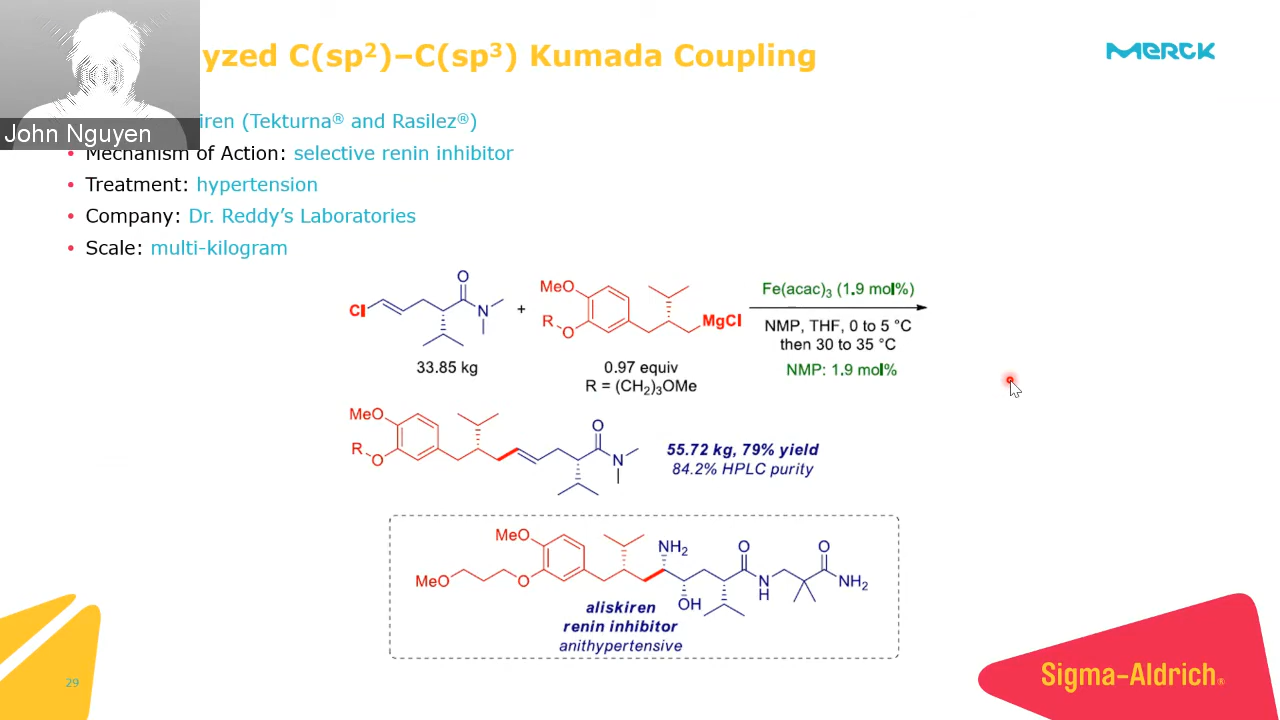 yzed C(sp²)–C(sp³) Kumada Coupling
MERCK
John Nguyen
iren (Tekturna® and Rasilez®)
• Mechanism of Action: selective renin inhibitor
• Treatment: hypertension
• Company: Dr. Reddy’s Laboratories
• Scale: multi-kilogram
Cl O N + MeO R O MgCl
Fe(acac)₃ (1.9 mol%)
NMP, THF, 0 to 5 °C
then 30 to 35 °C
NMP: 1.9 mol%
33.85 kg
0.97 equiv
R = (CH₂)₃OMe
MeO R O O N
55.72 kg, 79% yield
84.2% HPLC purity
MeO MeO O NH₂ OH O N H O NH₂
aliskiren
renin inhibitor
anithypertensive
29
Sigma-Aldrich®